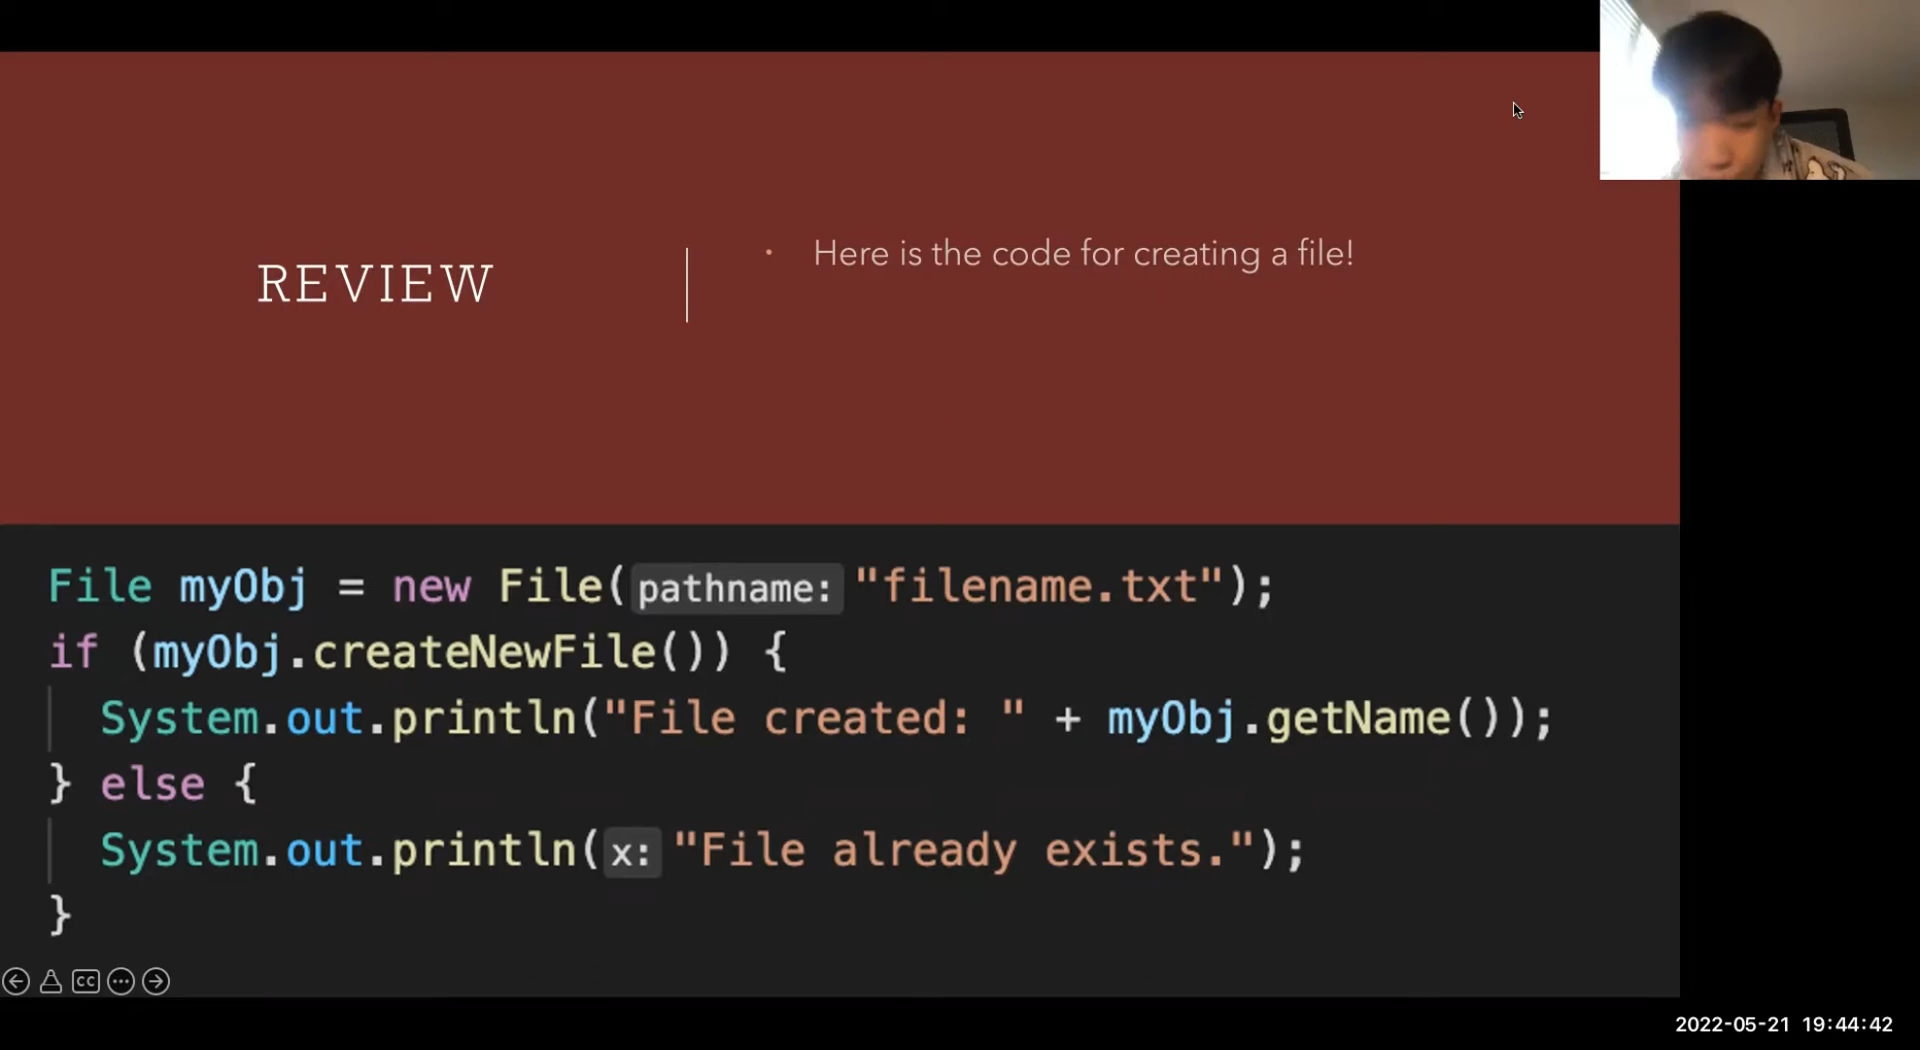 REVIEW
• Here is the code for creating a file!
File myObj = new File(pathname: "filename.txt");
if (myObj.createNewFile()) {
System.out.println("File created: " + myObj.getName());
} else {
System.out.println(x: "File already exists.");
}
CC
2022-05-21 19:44:42